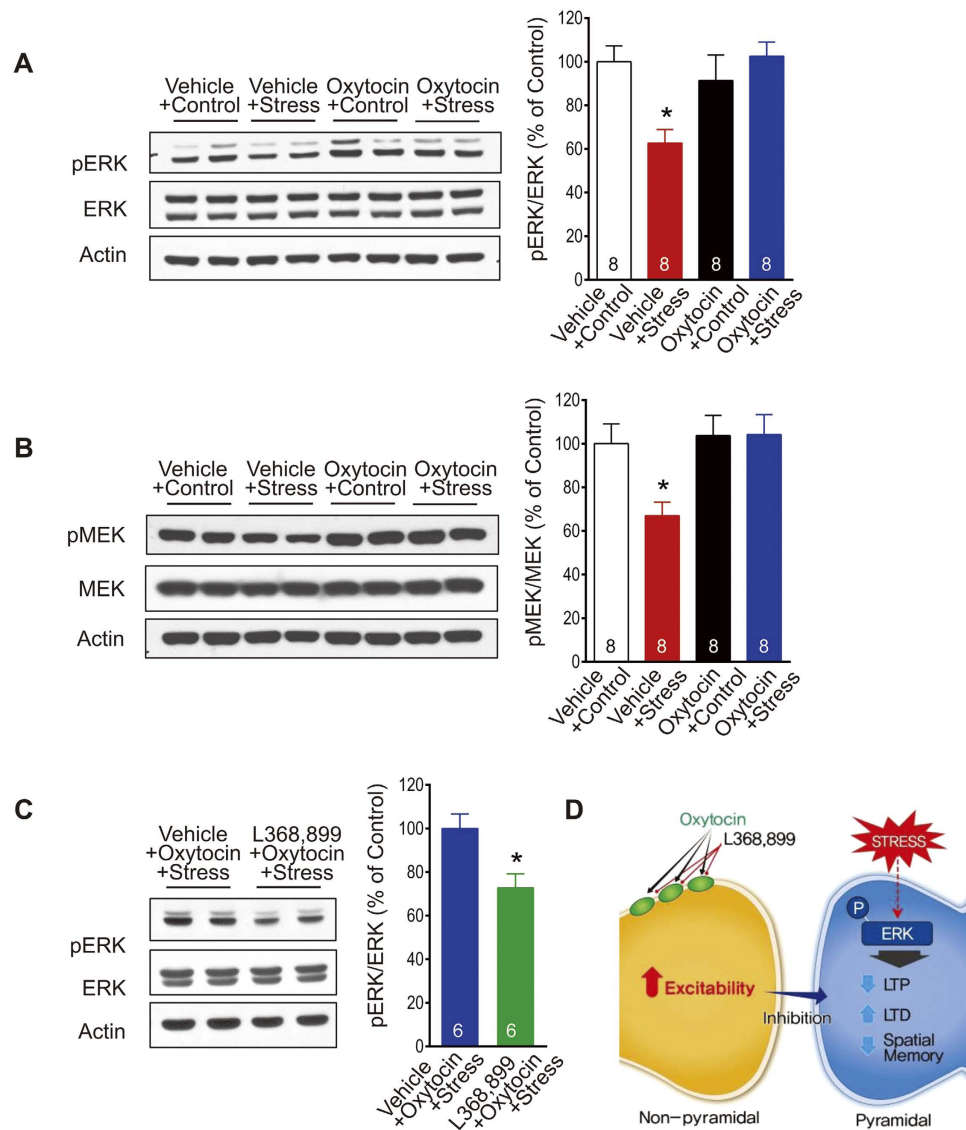 A
Vehicle
+Control
Vehicle
+Stress
Oxytocin
+Control
Oxytocin
+Stress
pERK
ERK
Actin
pERK/ERK (% of Control)
120
100
80
60
40
20
0
*
8
8
8
8
Vehicle
+Control
Vehicle
+Stress
Oxytocin
+Control
Oxytocin
+Stress
B
Vehicle
+Control
Vehicle
+Stress
Oxytocin
+Control
Oxytocin
+Stress
pMEK
MEK
Actin
pMEK/MEK (% of Control)
120
100
80
60
40
20
0
*
8
8
8
8
Vehicle
+Control
Vehicle
+Stress
Oxytocin
+Control
Oxytocin
+Stress
C
Vehicle
+Oxytocin
+Stress
L368,899
+Oxytocin
+Stress
pERK
ERK
Actin
pERK/ERK (% of Control)
120
100
80
60
40
20
0
*
6
6
Vehicle
+Oxytocin
+Stress
L368,899
+Oxytocin
+Stress
D
Oxytocin
L368,899
STRESS
P
ERK
LTP
LTD
Spatial
Memory
Excitability
Inhibition
Non-pyramidal
Pyramidal